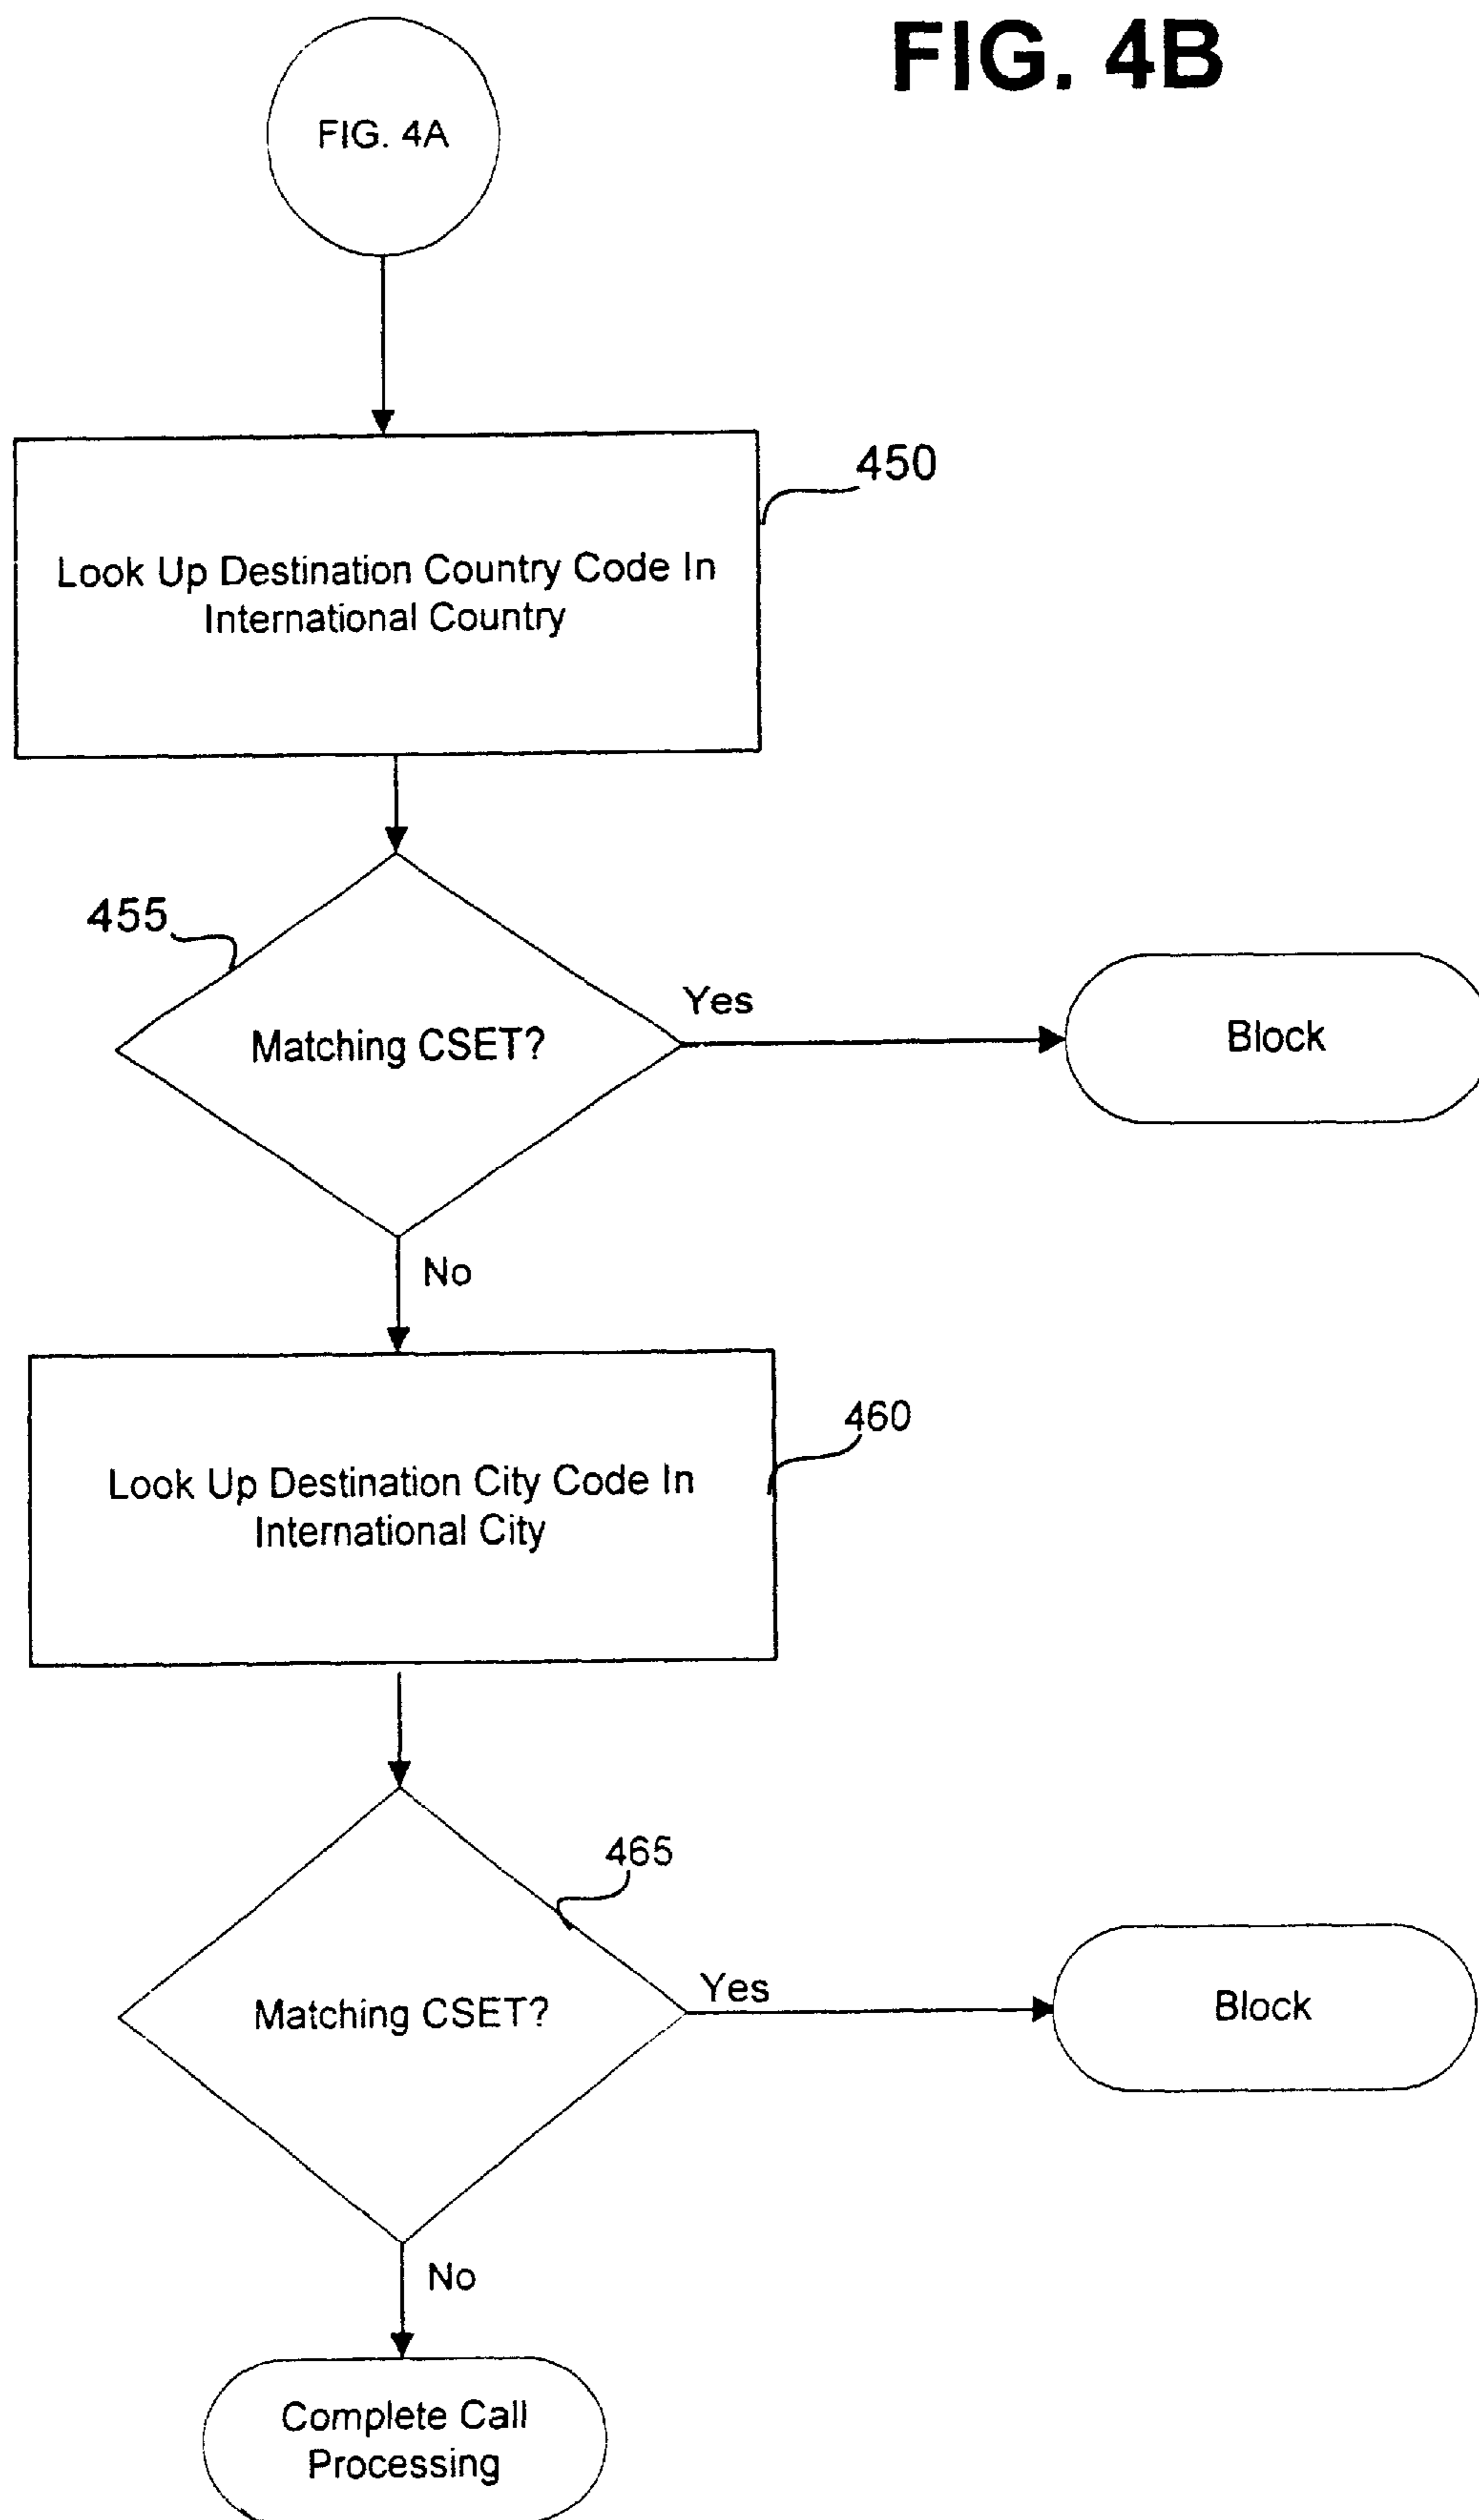 FIG. 4B
FIG. 4A
450
Look Up Destination Country Code In
International Country
455
Matching CSET?
Yes
Block
No
460
Look Up Destination City Code In
International City
465
Matching CSET?
Yes
Block
No
Complete Call
Processing